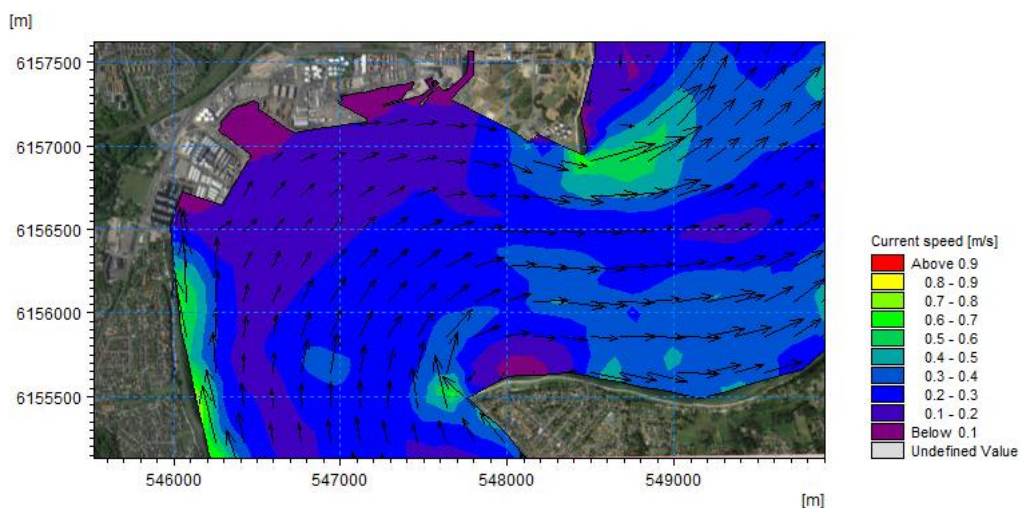 [m]
6157500
6157000
6156500
6156000
6155500
546000 547000 548000 549000
[m]
Current speed [m/s]
Above 0.9
0.8 - 0.9
0.7 - 0.8
0.6 - 0.7
0.5 - 0.6
0.4 - 0.5
0.3 - 0.4
0.2 - 0.3
0.1 - 0.2
Below 0.1
Undefined Value